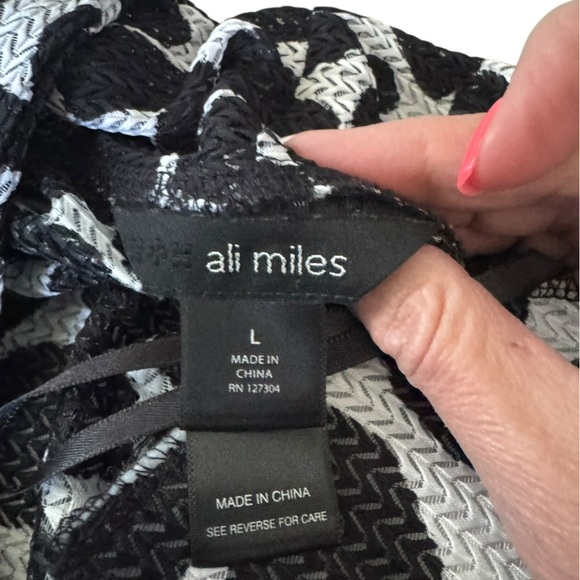 ali miles
L
MADE IN
CHINA
RN 127304
MADE IN CHINA
SEE REVERSE FOR CARE